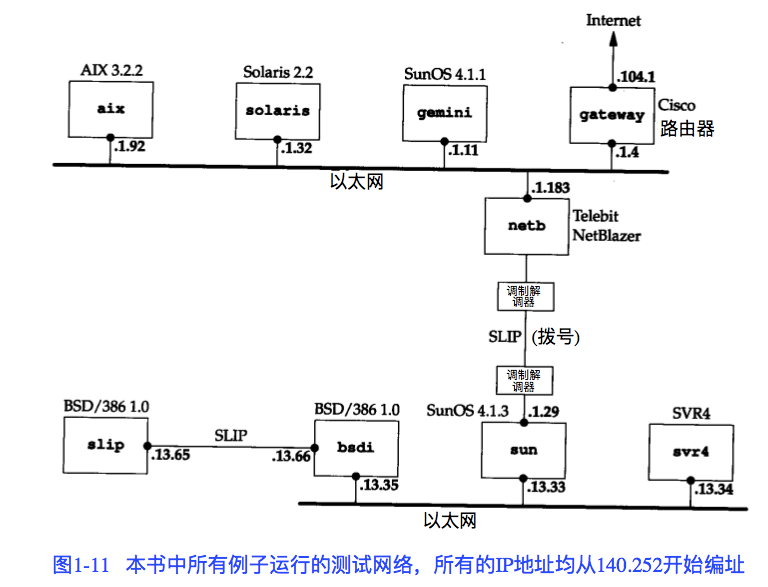 Internet
AIX 3.2.2
Solaris 2.2
SunOS 4.1.1
.104.1
aix
solaris
gemini
gateway
Cisco
路由器
.1.92
.1.32
.1.11
.1.4
以太网
.1.183
netb
Telebit
NetBlazer
调制解
调器
SLIP (拨号)
调制解
调器
BSD/386 1.0
BSD/386 1.0
SunOS 4.1.3
.1.29
SVR4
slip
SLIP
bsdi
sun
svr4
.13.65
.13.66
.13.35
.13.33
.13.34
以太网
图1-11 本书中所有例子运行的测试网络，所有的IP地址均从140.252开始编址